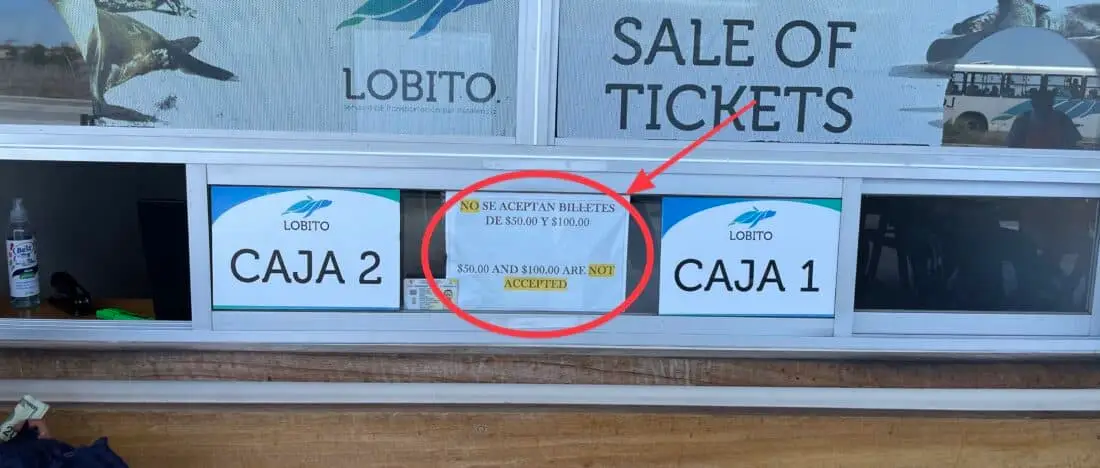 LOBITO
SALE OF
TICKETS
LOBITO
CAJA 2
NO SE ACEPTAN BILLETES
DE $50.00 Y $100.00
$50.00 AND $100.00 ARE NOT
ACCEPTED
LOBITO
CAJA 1